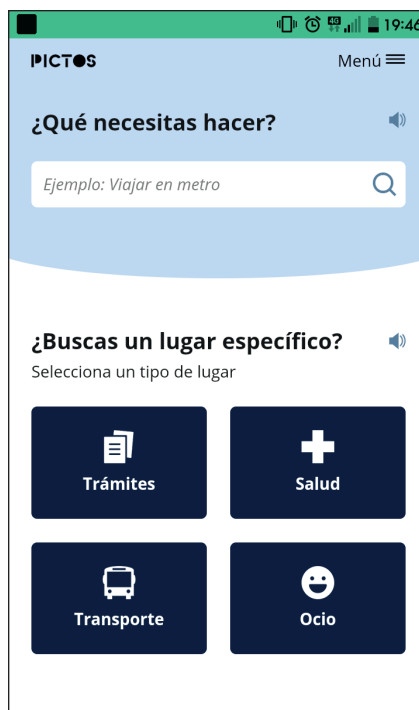 4G
19:46
PICTOS
Menú
¿Qué necesitas hacer?
Ejemplo: Viajar en metro
¿Buscas un lugar específico?
Selecciona un tipo de lugar
Trámites
Salud
Transporte
Ocio